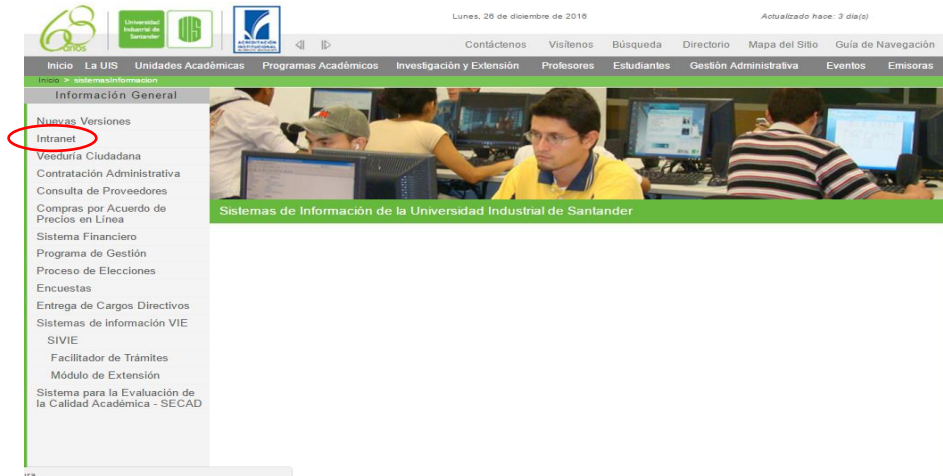 68
años
Universidad
Industrial de
Santander
UIS
ACREDITACIÓN
INSTITUCIONAL
Lunes, 26 de diciembre de 2016
Actualizado hace: 3 día(s)
Contáctenos Visítenos Búsqueda Directorio Mapa del Sitio Guía de Navegación
Inicio La UIS Unidades Académicas Programas Académicos Investigación y Extensión Profesores Estudiantes Gestión Administrativa Eventos Emisoras
Inicio > sistemasInformacion
Información General
Nuevas Versiones
Intranet
Veeduría Ciudadana
Contratación Administrativa
Consulta de Proveedores
Compras por Acuerdo de
Precios en Línea
Sistema Financiero
Programa de Gestión
Proceso de Elecciones
Encuestas
Entrega de Cargos Directivos
Sistemas de información VIE
SIVIE
Facilitador de Trámites
Módulo de Extensión
Sistema para la Evaluación de
la Calidad Académica - SECAD
Sistemas de Información de la Universidad Industrial de Santander